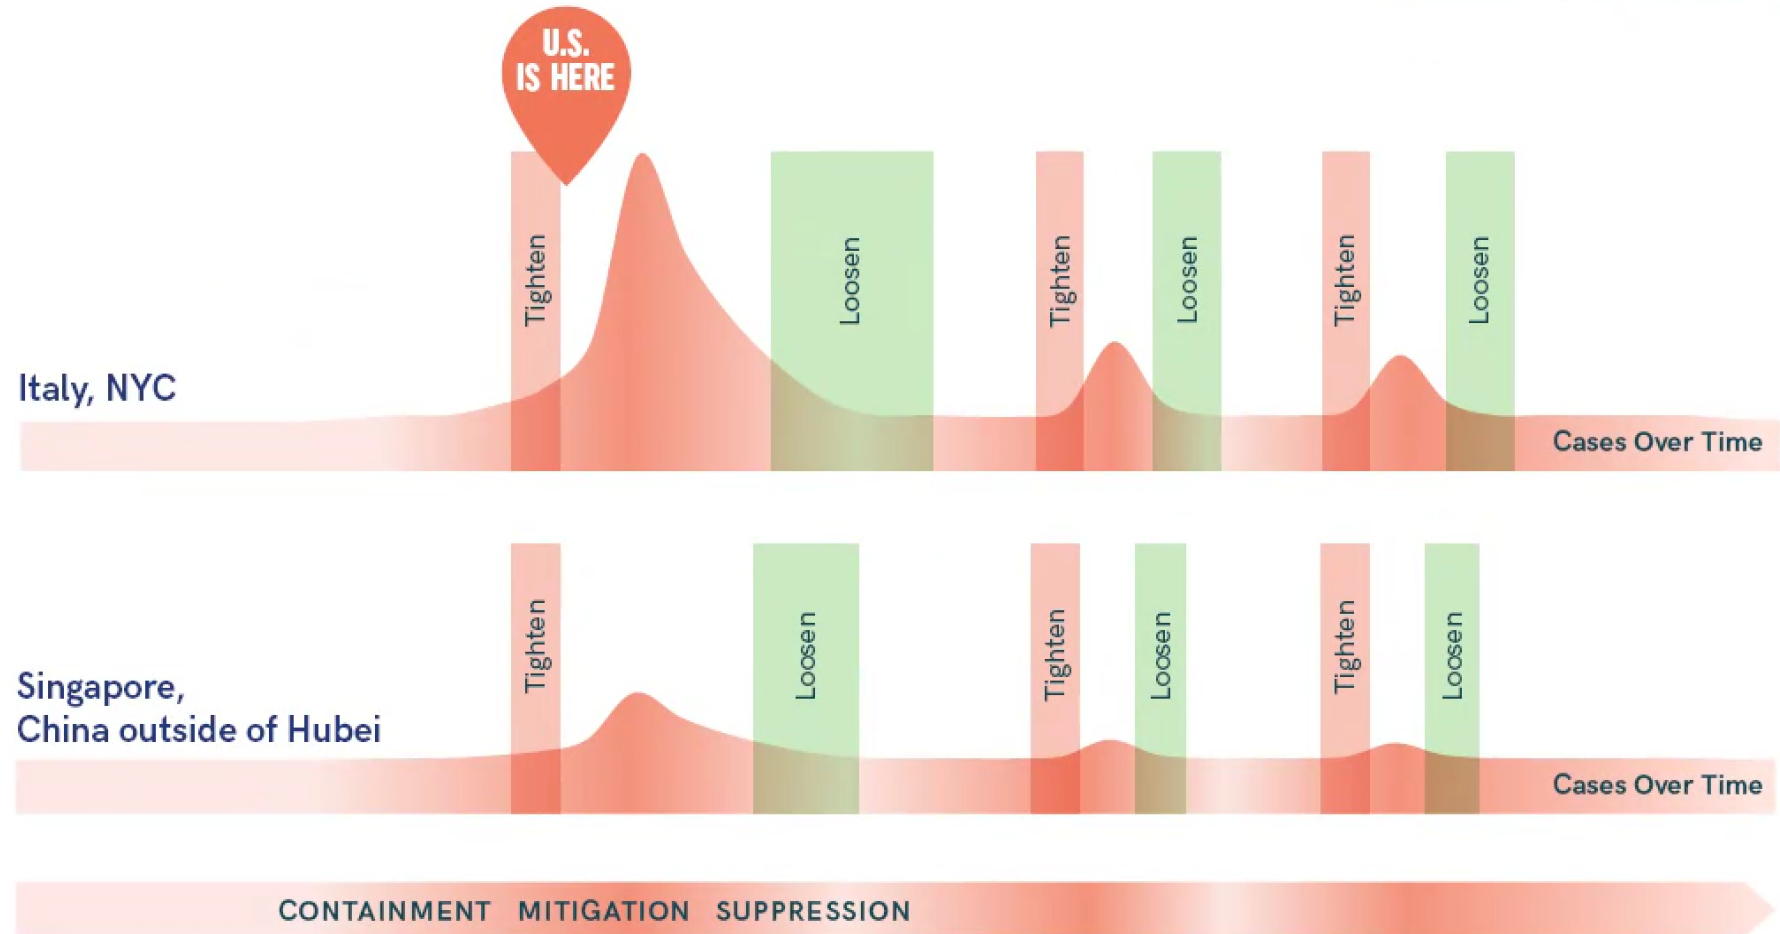 U.S.
IS HERE
Tighten
Loosen
Tighten
Loosen
Tighten
Loosen
Italy, NYC
Cases Over Time
Tighten
Loosen
Tighten
Loosen
Tighten
Loosen
Singapore,
China outside of Hubei
Cases Over Time
CONTAINMENT MITIGATION SUPPRESSION